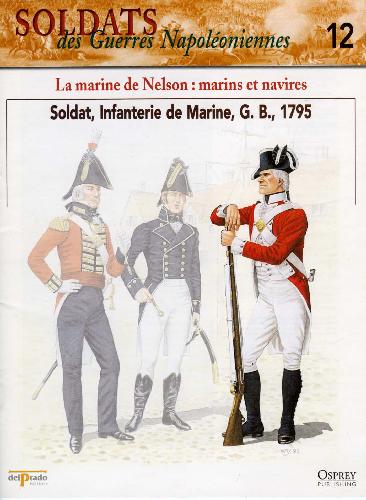 SOLDATS
des Guerres Napoléoniennes
12
La marine de Nelson : marins et navires
Soldat, Infanterie de Marine, G. B., 1795
delPrado
OSPREY
PUBLISHING